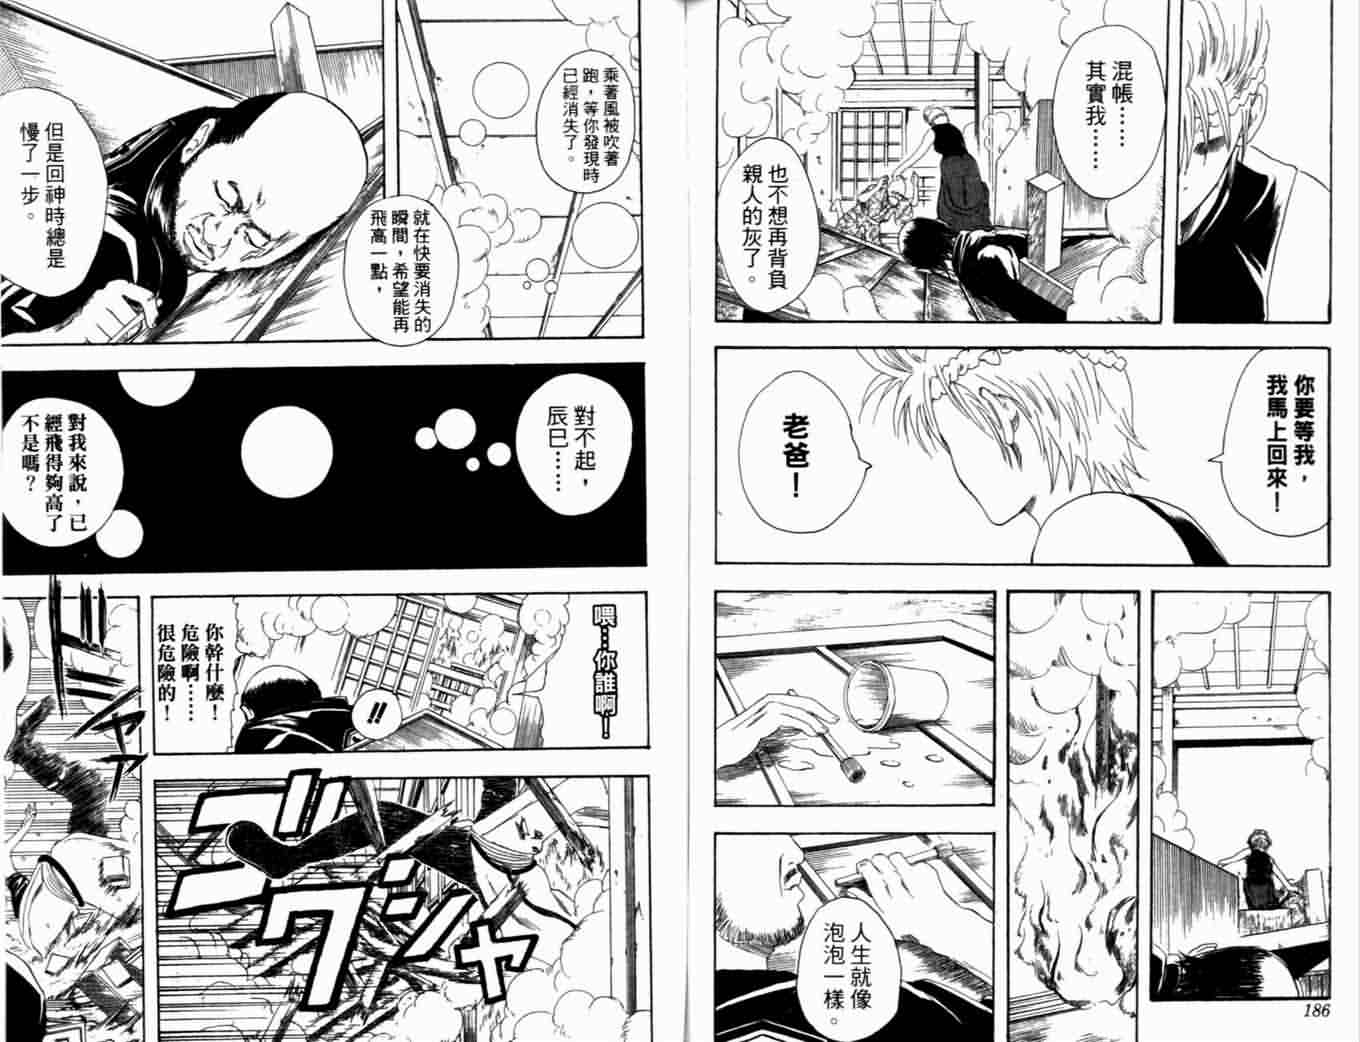 混帳……
其實我……
也不想再背負
親人的灰了。
你要等我，
我馬上回來！
老爸！
人生就像
泡泡一樣。
186
乘著風被吹著
跑，等你發現時
已經消失了。
就在快要消失的
瞬間，希望能再
飛高一點，
但是回神時總是
慢了一步。
對不起，
辰巳……
對我來說，已
經飛得夠高了
不是嗎？
喂…你誰啊！
!!
你幹什麼！
危險啊……
很危險的！
ズガシャ